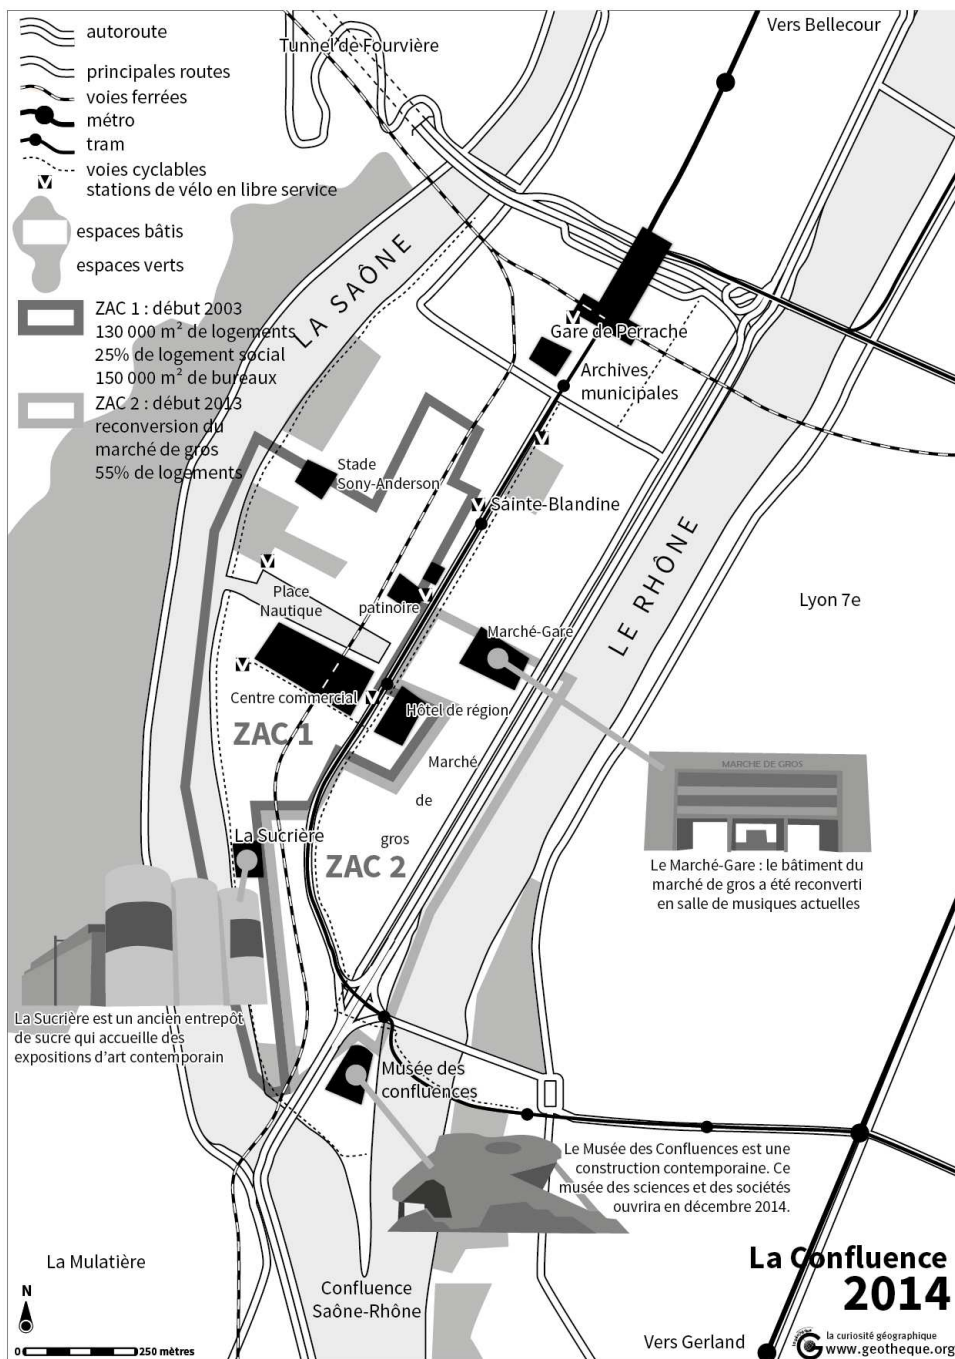 autoroute
principales routes
voies ferrées
métro
tram
voies cyclables
stations de vélo en libre service
espaces bâtis
espaces verts
ZAC 1 : début 2003
130 000 m² de logements
25% de logement social
150 000 m² de bureaux
ZAC 2 : début 2013
reconversion du
marché de gros
55% de logements
Tunnel de Fourvière
Vers Bellecour
LA SAÔNE
Gare de Perrache
Archives
municipales
Stade
Sony-Anderson
Sainte-Blandine
LE RHÔNE
Lyon 7e
Place
Nautique
patinoire
Marché-Gare
Centre commercial
Hôtel de région
ZAC 1
Marché
de
gros
MARCHE DE GROS
La Sucrière
ZAC 2
Le Marché-Gare : le bâtiment du
marché de gros a été reconverti
en salle de musiques actuelles
La Sucrière est un ancien entrepôt
de sucre qui accueille des
expositions d'art contemporain
Musée des
confluences
Le Musée des Confluences est une
construction contemporaine. Ce
musée des sciences et des sociétés
ouvrira en décembre 2014.
La Mulatière
Confluence
Saône-Rhône
La Confluence
2014
N
0 250 mètres
Vers Gerland
la curiosité géographique
www.geotheque.org